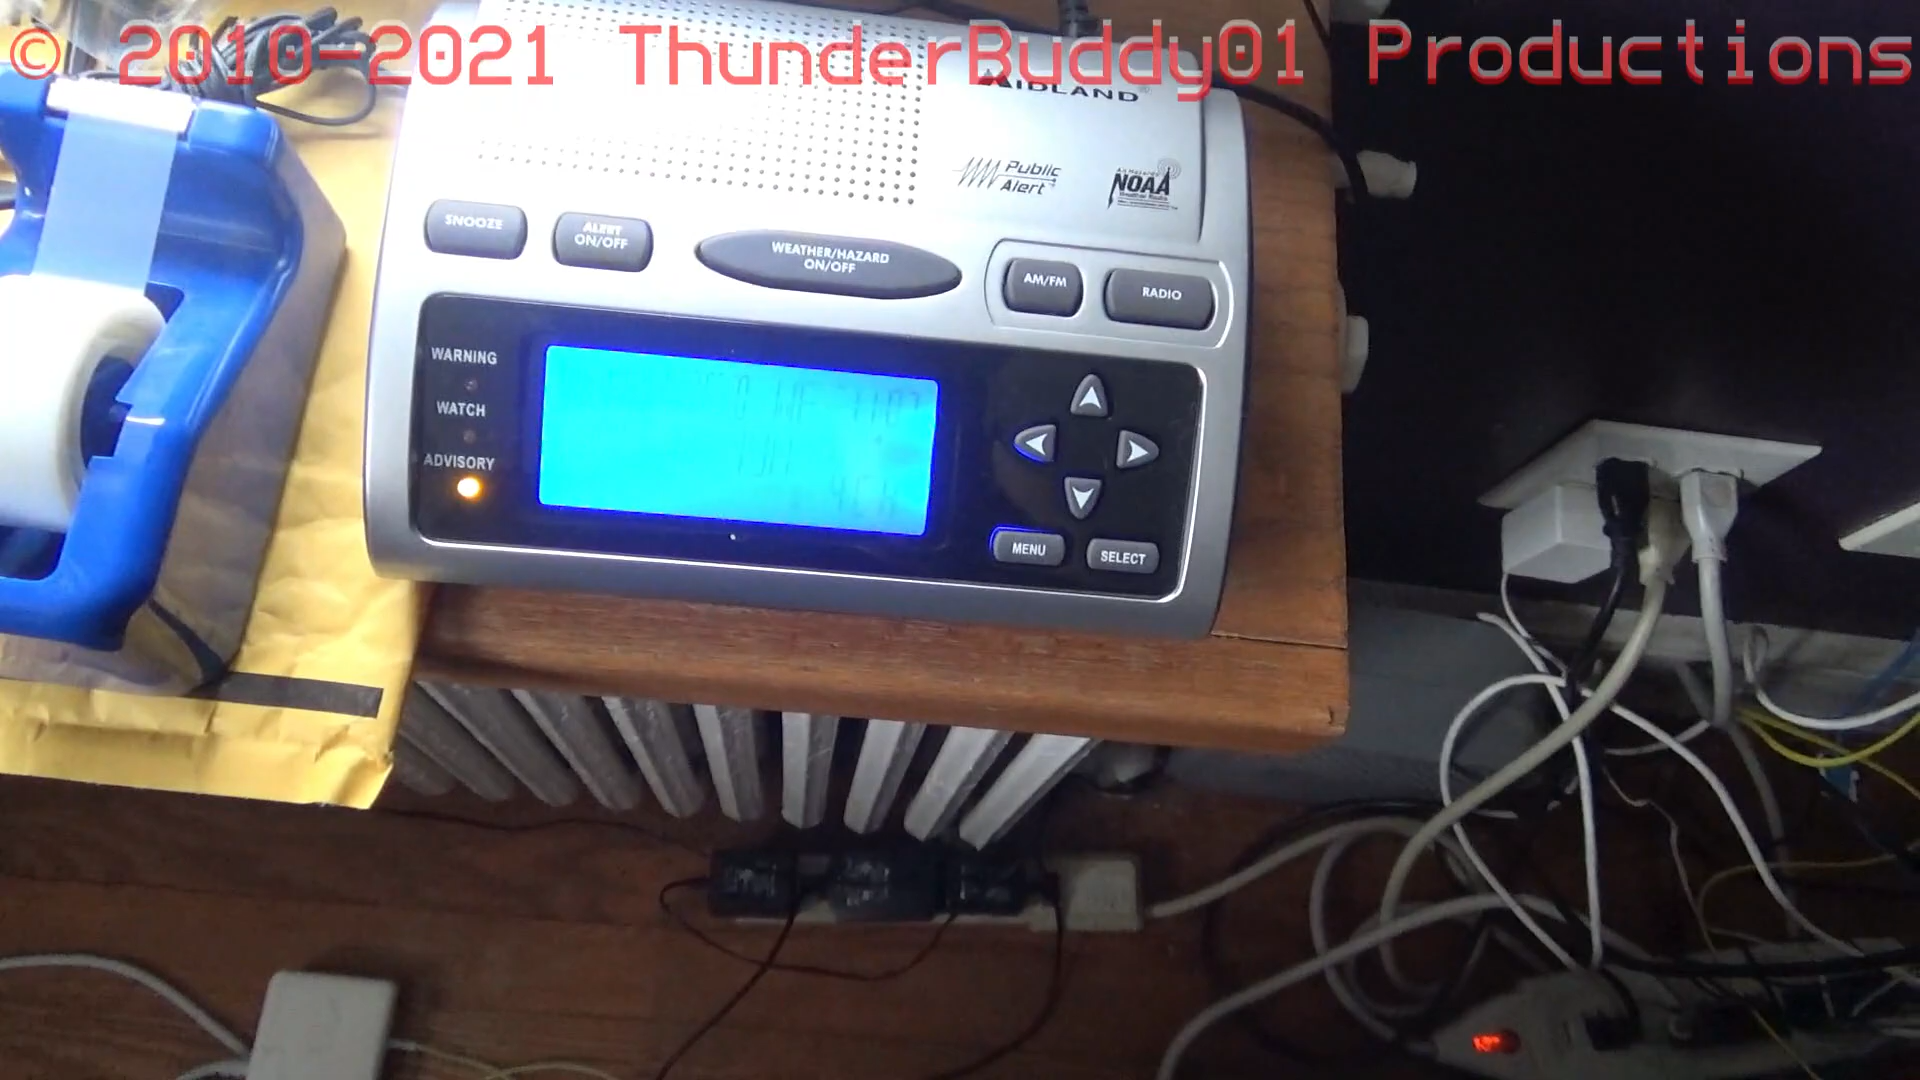 © 2010-2021 ThunderBuddy01 Productions
MIDLAND
Public
Alert
NOAA
SNOOZE
ALERT
ON/OFF
WEATHER/HAZARD
ON/OFF
AM/FM
RADIO
WARNING
WATCH
ADVISORY
MENU
SELECT